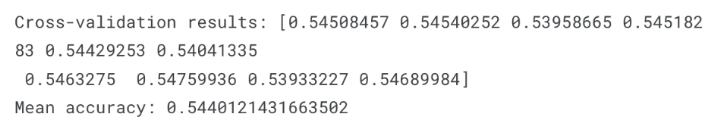 Cross-validation results: [0.54508457 0.54540252 0.53958665 0.545182
83 0.54429253 0.54041335
 0.5463275  0.54759936 0.53933227 0.54689984]
Mean accuracy: 0.5440121431663502